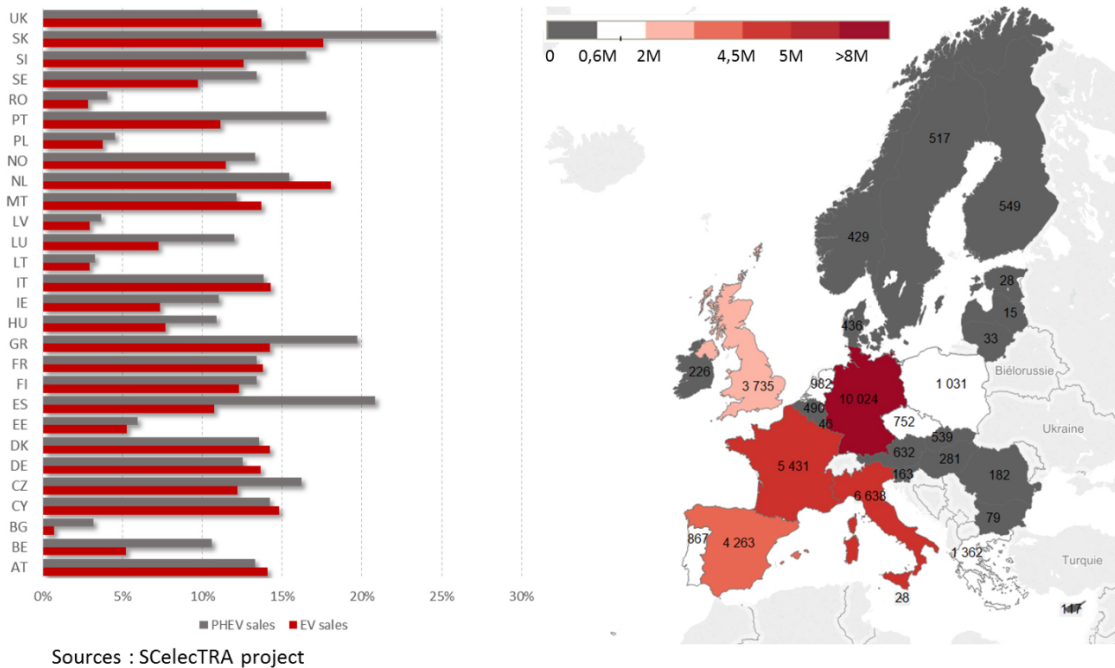 UK
SK
SI
SE
RO
PT
PL
NO
NL
MT
LV
LU
LT
IT
IE
HU
GR
FR
FI
ES
EE
DK
DE
CZ
CY
BG
BE
AT
0% 5% 10% 15% 20% 25% 30%
PHEV sales EV sales
Sources : SCelecTRA project
0 0,6M 2M 4,5M 5M >8M
517
549
429
28
15
33
436
Biélorussie
226
3 735
982
10 024
1 031
490
46
752
Ukraine
539
632
281
5 431
163
182
6 638
79
867
4 263
1 362
Turquie
28
117